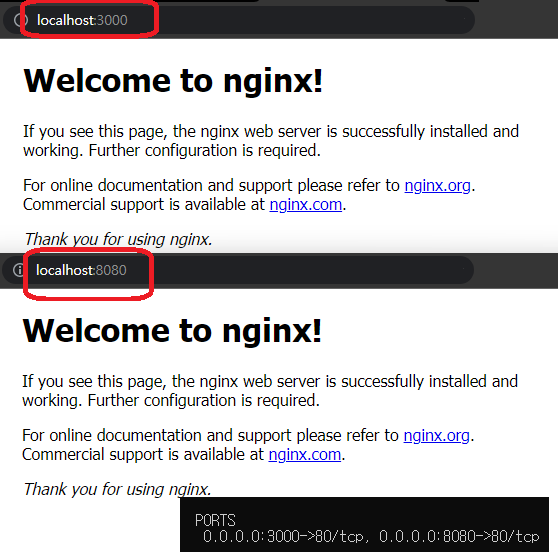 localhost:3000
Welcome to nginx!
If you see this page, the nginx web server is successfully installed and
working. Further configuration is required.
For online documentation and support please refer to nginx.org.
Commercial support is available at nginx.com.
Thank you for using nginx.
localhost:8080
Welcome to nginx!
If you see this page, the nginx web server is successfully installed and
working. Further configuration is required.
For online documentation and support please refer to nginx.org.
Commercial support is available at nginx.com.
Thank you for using nginx.
PORTS
0.0.0.0:3000->80/tcp, 0.0.0.0:8080->80/tcp